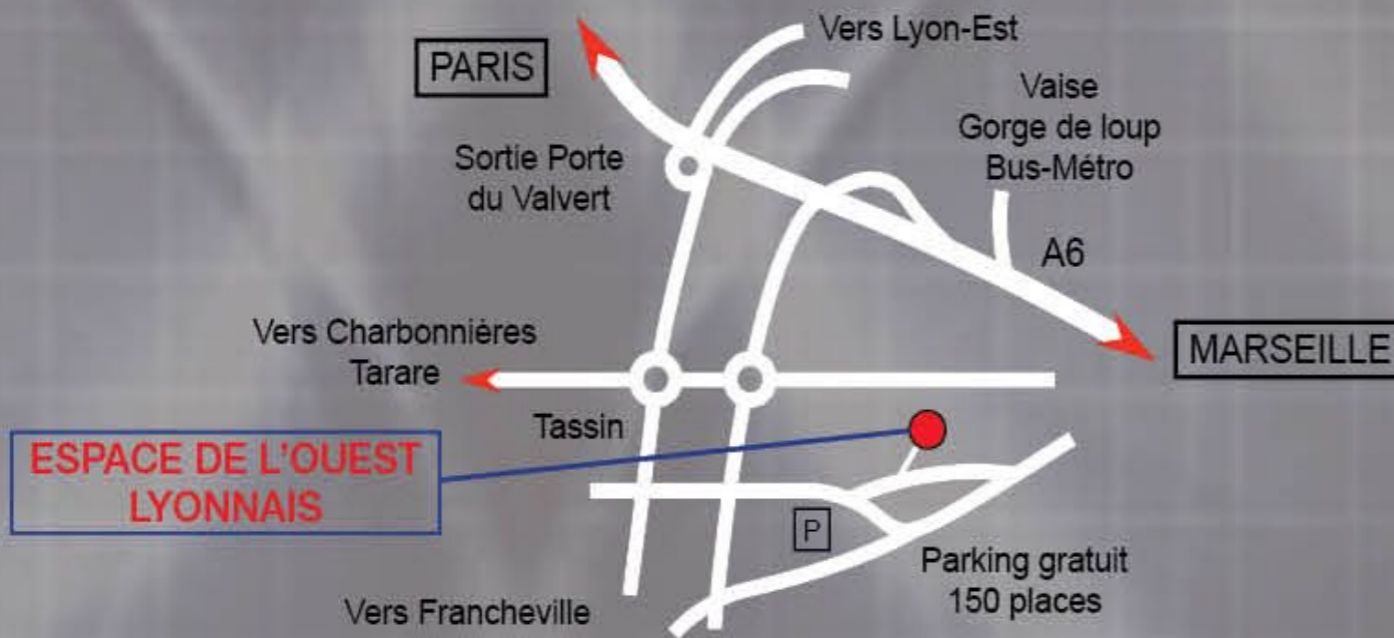 Vers Lyon-Est
PARIS
Vaise
Gorge de loup
Bus-Métro
Sortie Porte
du Valvert
A6
Vers Charbonnières
Tarare
MARSEILLE
Tassin
ESPACE DE L'OUEST
LYONNAIS
P
Parking gratuit
150 places
Vers Francheville